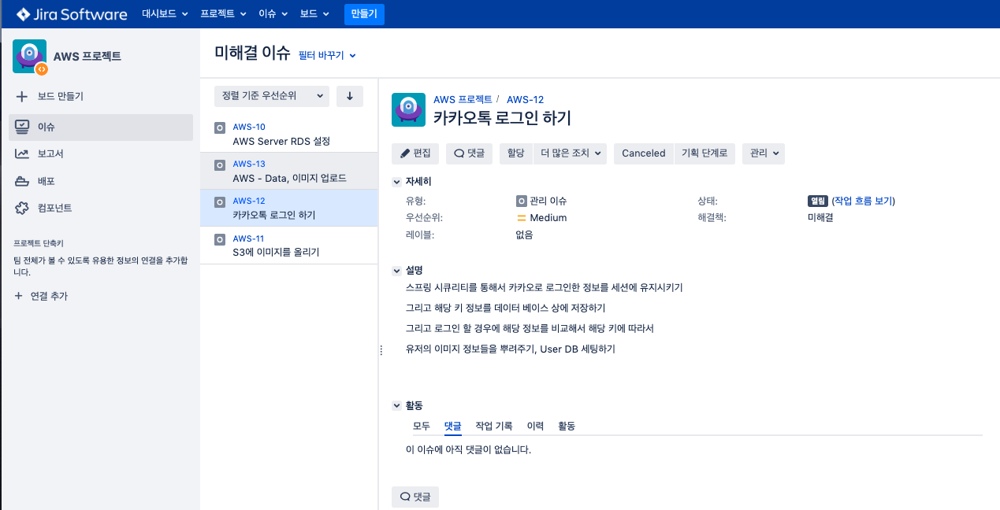 Jira Software 대시보드 프로젝트 이슈 보드 만들기
AWS 프로젝트
보드 만들기
이슈
보고서
배포
컴포넌트
프로젝트 단축키
팀 전체가 볼 수 있도록 유용한 정보의 연결을 추가합
니다.
연결 추가
미해결 이슈 필터 바꾸기
정렬 기준 우선순위
AWS-10
AWS Server RDS 설정
AWS-13
AWS - Data, 이미지 업로드
AWS-12
카카오톡 로그인 하기
AWS-11
S3에 이미지를 올리기
AWS 프로젝트 / AWS-12
카카오톡 로그인 하기
편집 댓글 할당 더 많은 조치 Canceled 기획 단계로 관리
자세히
유형: 관리 이슈 상태: 열림 (작업 흐름 보기)
우선순위: Medium 해결책: 미해결
레이블: 없음
설명
스프링 시큐리티를 통해서 카카오로 로그인한 정보를 세션에 유지시키기
그리고 해당 키 정보를 데이터 베이스 상에 저장하기
그리고 로그인 할 경우에 해당 정보를 비교해서 해당 키에 따라서
유저의 이미지 정보들을 뿌려주기, User DB 세팅하기
활동
모두 댓글 작업 기록 이력 활동
이 이슈에 아직 댓글이 없습니다.
댓글